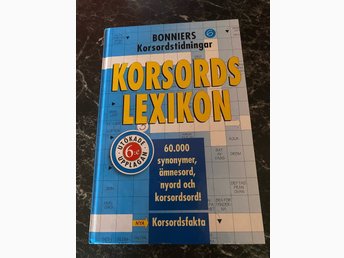 BONNIERS
Korsordstidningar
KORSORDS
LEXIKON
UTÖKADE
6:e
UPPLAGAN
60.000
synonymer,
ämnesord,
nyord och
korsordsord!
Korsordsfakta